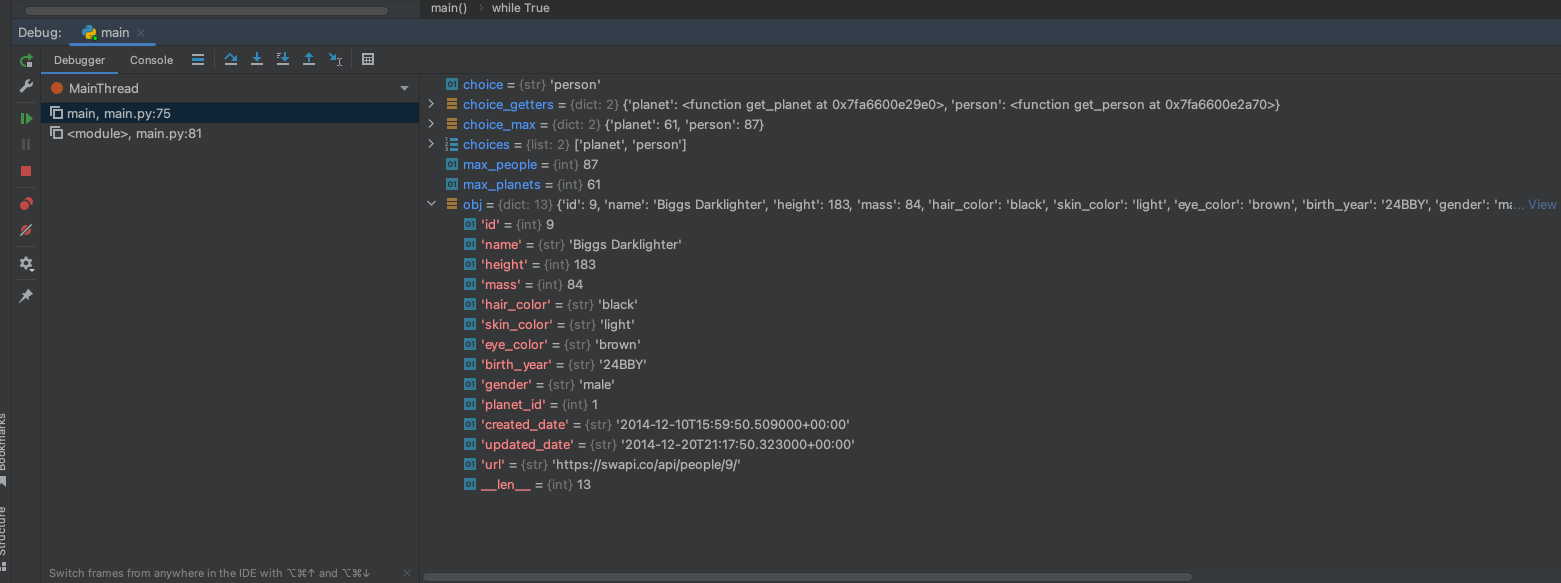 main() › while True
Debug: main ×
Debugger Console
MainThread
main, main.py:75
<module>, main.py:81
choice = {str} 'person'
choice_getters = {dict: 2} {'planet': <function get_planet at 0x7fa6600e29e0>, 'person': <function get_person at 0x7fa6600e2a70>}
choice_max = {dict: 2} {'planet': 61, 'person': 87}
choices = {list: 2} ['planet', 'person']
max_people = {int} 87
max_planets = {int} 61
obj = {dict: 13} {'id': 9, 'name': 'Biggs Darklighter', 'height': 183, 'mass': 84, 'hair_color': 'black', 'skin_color': 'light', 'eye_color': 'brown', 'birth_year': '24BBY', 'gender': 'ma... View
'id' = {int} 9
'name' = {str} 'Biggs Darklighter'
'height' = {int} 183
'mass' = {int} 84
'hair_color' = {str} 'black'
'skin_color' = {str} 'light'
'eye_color' = {str} 'brown'
'birth_year' = {str} '24BBY'
'gender' = {str} 'male'
'planet_id' = {int} 1
'created_date' = {str} '2014-12-10T15:59:50.509000+00:00'
'updated_date' = {str} '2014-12-20T21:17:50.323000+00:00'
'url' = {str} 'https://swapi.co/api/people/9/'
__len__ = {int} 13
Bookmarks
Structure
Switch frames from anywhere in the IDE with ⌥⌘↑ and ⌥⌘↓ ×